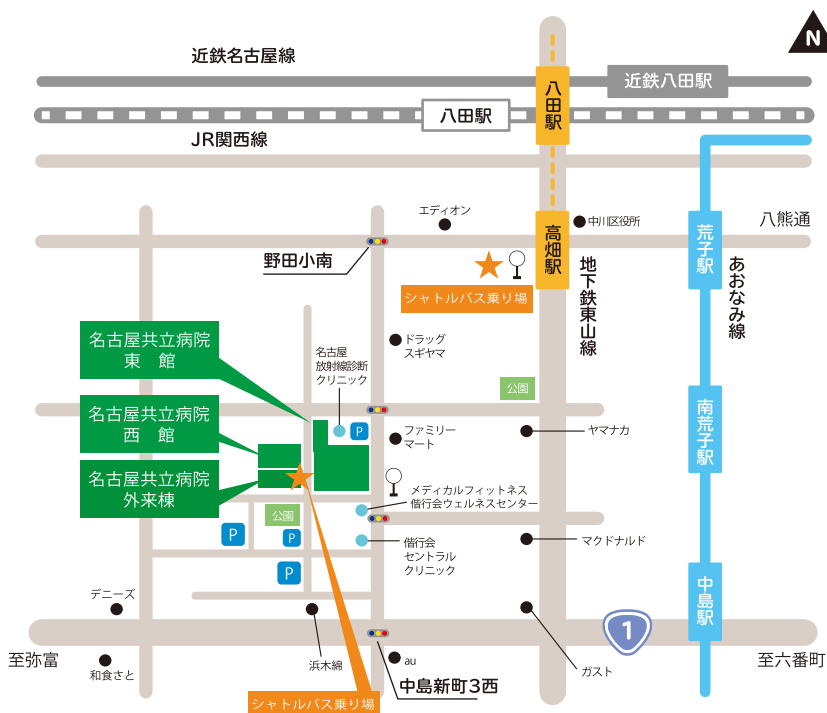 N
近鉄名古屋線
近鉄八田駅
八田駅
八田駅
JR関西線
エディオン
中川区役所
八熊通
高畑駅
荒子駅
野田小南
地下鉄東山線
あおなみ線
シャトルバス乗り場
名古屋共立病院
東 館
名古屋
放射線診断
クリニック
ドラッグ
スギヤマ
公園
南荒子駅
名古屋共立病院
西 館
P
ファミリー
マート
ヤマナカ
名古屋共立病院
外来棟
メディカルフィットネス
偕行会ウェルネスセンター
公園
P
P
偕行会
セントラル
クリニック
マクドナルド
P
中島駅
デニーズ
1
至弥富
和食さと
浜木綿
au
中島新町3西
ガスト
至六番町
シャトルバス乗り場